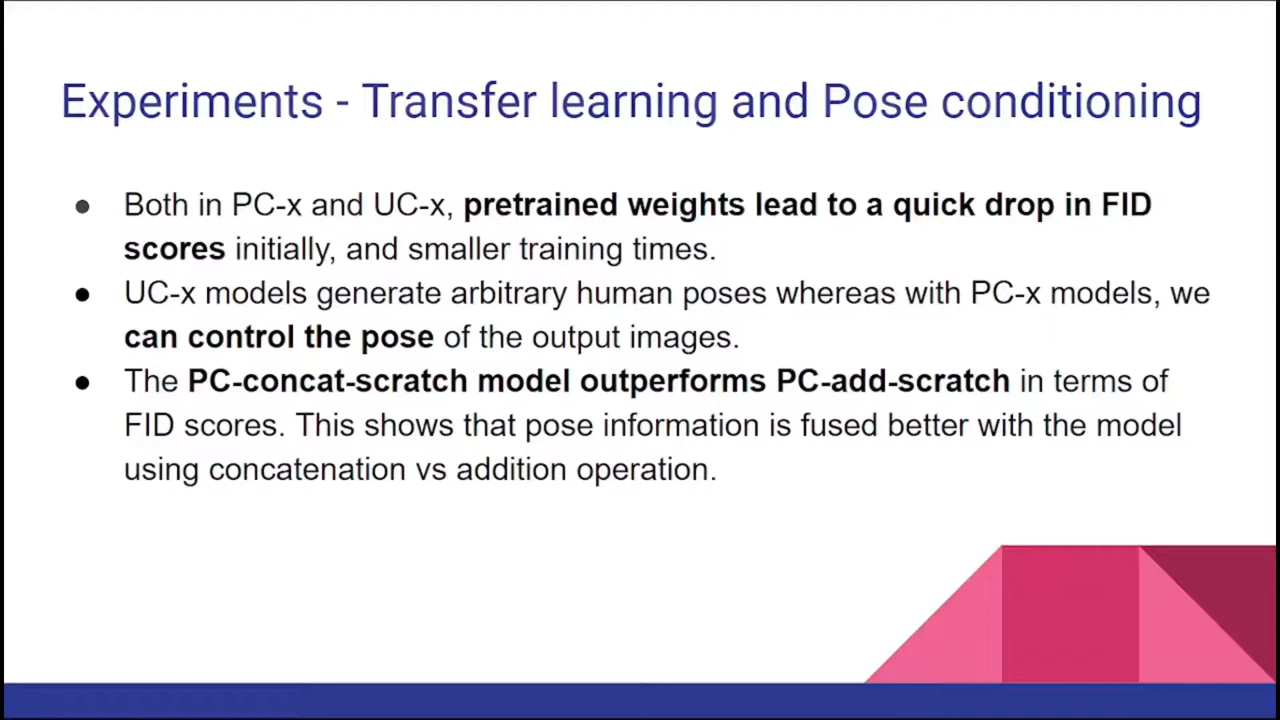 Experiments - Transfer learning and Pose conditioning
● Both in PC-x and UC-x, pretrained weights lead to a quick drop in FID
scores initially, and smaller training times.
● UC-x models generate arbitrary human poses whereas with PC-x models, we
can control the pose of the output images.
● The PC-concat-scratch model outperforms PC-add-scratch in terms of
FID scores. This shows that pose information is fused better with the model
using concatenation vs addition operation.